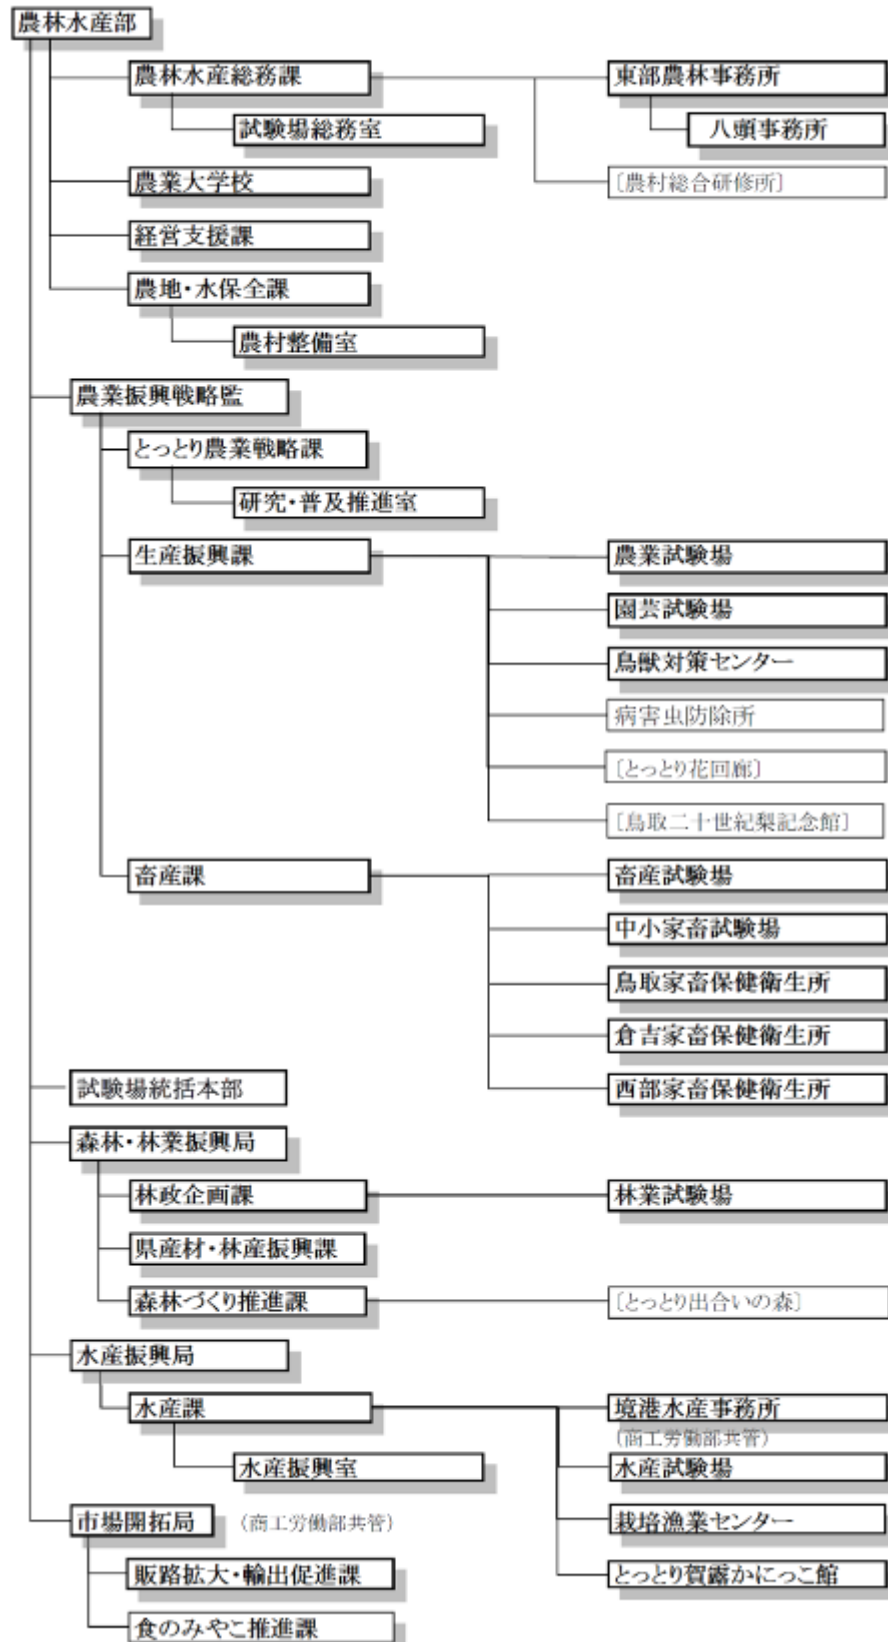 農林水産部
農林水産総務課
東部農林事務所
試験場総務室
八頭事務所
農業大学校
〔農村総合研修所〕
経営支援課
農地・水保全課
農村整備室
農業振興戦略監
とっとり農業戦略課
研究・普及推進室
生産振興課
農業試験場
園芸試験場
鳥獣対策センター
病害虫防除所
〔とっとり花回廊〕
〔鳥取二十世紀梨記念館〕
畜産課
畜産試験場
中小家畜試験場
鳥取家畜保健衛生所
倉吉家畜保健衛生所
西部家畜保健衛生所
試験場統括本部
森林・林業振興局
林政企画課
林業試験場
県産材・林産振興課
森林づくり推進課
〔とっとり出合いの森〕
水産振興局
水産課
境港水産事務所
(商工労働部共管)
水産振興室
水産試験場
市場開拓局 (商工労働部共管)
栽培漁業センター
販路拡大・輸出促進課
とっとり賀露かにっこ館
食のみやこ推進課